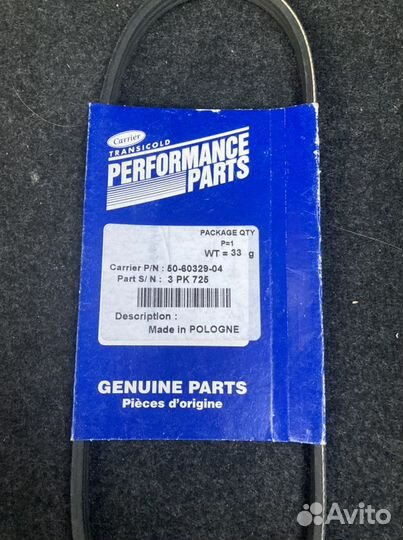 Carrier
TRANSICOLD
PERFORMANCE
PARTS
PACKAGE QTY
P=1
WT = 33 g
Carrier P/N : 50-60329-04
Part S/N : 3 PK 725
Description :
Made in POLOGNE
GENUINE PARTS
Pièces d'origine
Avito